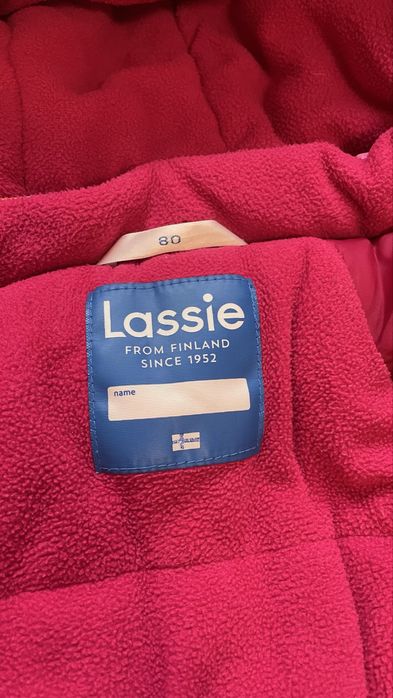 80
Lassie
FROM FINLAND
SINCE 1952
name